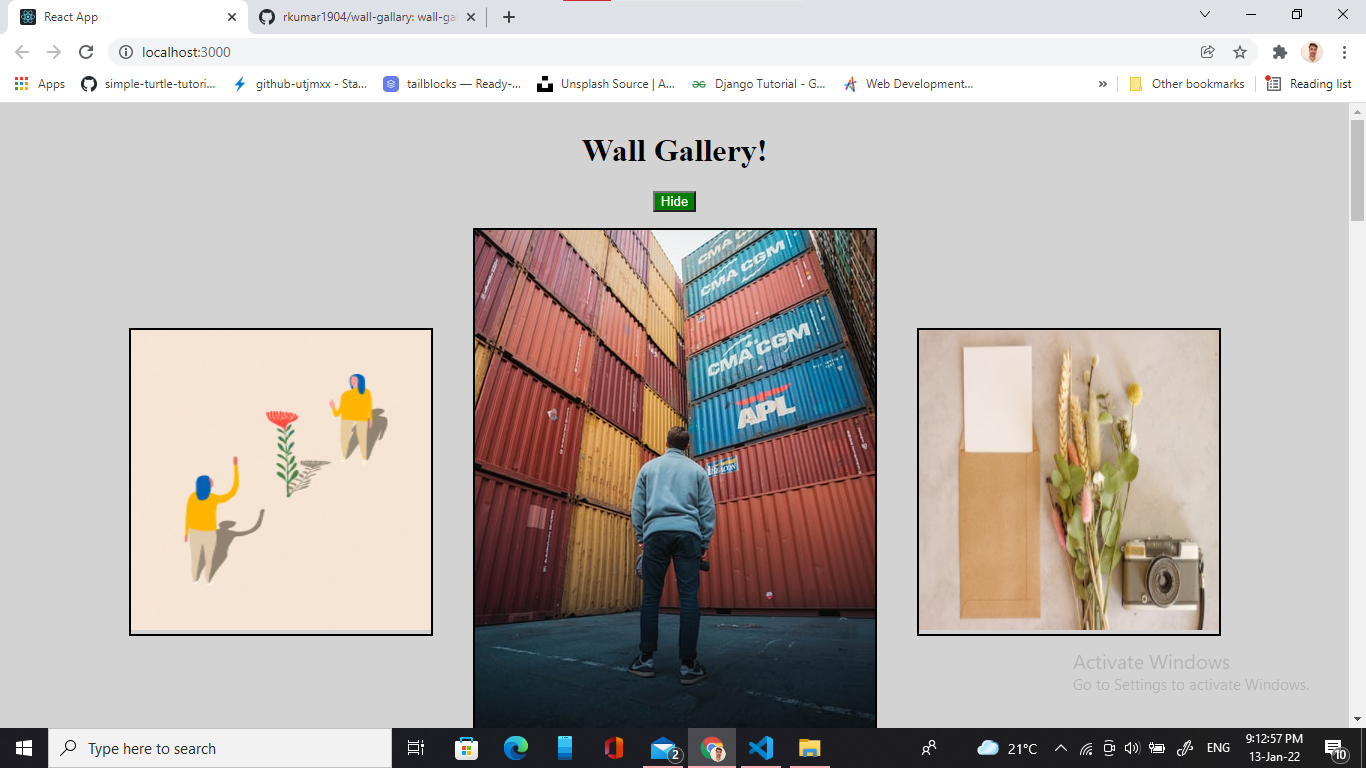 React App
rkumar1904/wall-gallary: wall-ga
localhost:3000
Apps
simple-turtle-tutori...
github-utjmxx - Sta...
tailblocks — Ready-...
Unsplash Source | A...
Django Tutorial - G...
Web Development...
»
Other bookmarks
Reading list
Wall Gallery!
Hide
CMA CGM
CMA CGM
CMA CGM
APL
BEACON
Activate Windows
Go to Settings to activate Windows.
Type here to search
2
21°C
ENG
9:12:57 PM
13-Jan-22
10